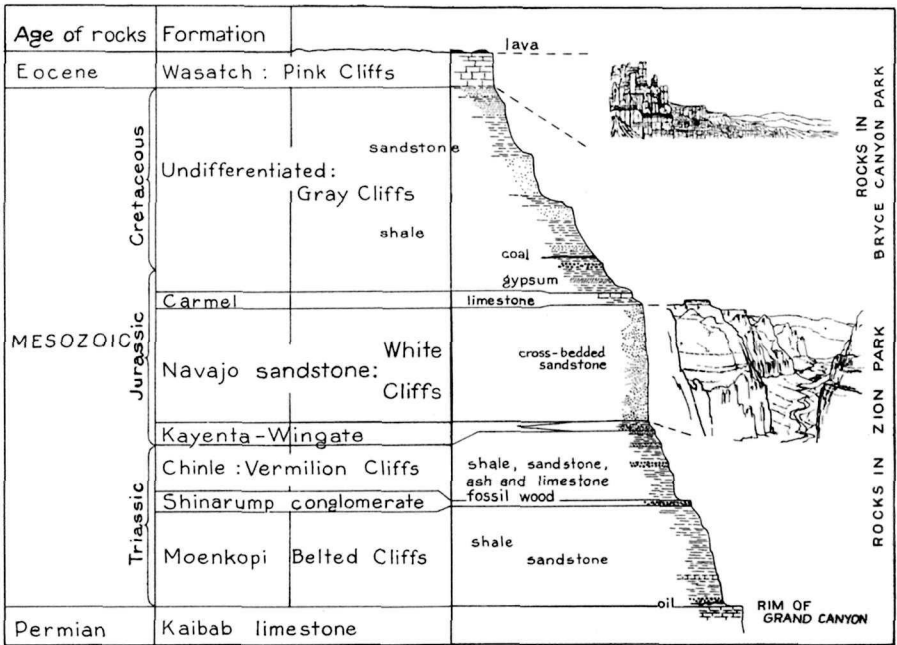 Age of rocks Formation
lava
Eocene Wasatch : Pink Cliffs
sandstone
Undifferentiated:
Gray Cliffs
shale
Cretaceous
coal
gypsum
Carmel limestone
MESOZOIC
Jurassic
White
Navajo sandstone:
Cliffs
cross-bedded
sandstone
Kayenta-Wingate
Chinle : Vermilion Cliffs
shale, sandstone,
ash and limestone
fossil wood
Shinarump conglomerate
Triassic
Moenkopi Belted Cliffs
shale
sandstone
oil
RIM OF
GRAND CANYON
Permian Kaibab limestone
ROCKS IN
BRYCE CANYON PARK
ROCKS IN ZION PARK